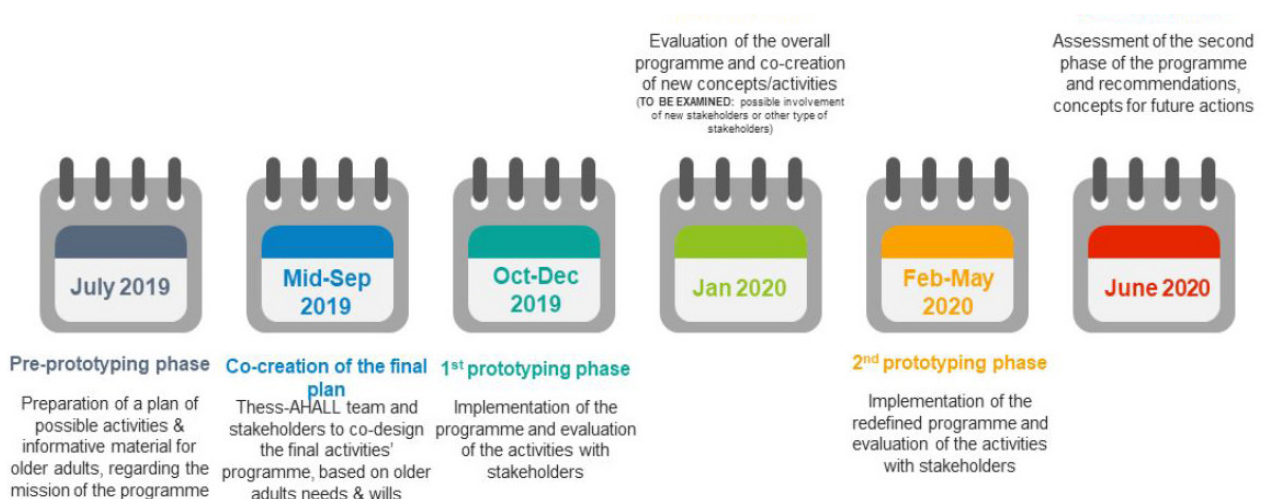 Evaluation of the overall
programme and co-creation
of new concepts/activities
(TO BE EXAMINED: possible involvement
of new stakeholders or other type of
stakeholders)
Assessment of the second
phase of the programme
and recommendations,
concepts for future actions
July 2019
Mid-Sep
2019
Oct-Dec
2019
Jan 2020
Feb-May
2020
June 2020
Pre-prototyping phase
Preparation of a plan of
possible activities &
informative material for
older adults, regarding the
mission of the programme
Co-creation of the final
plan
Thess-AHALL team and
stakeholders to co-design
the final activities'
programme, based on older
adults needs & wills
1st prototyping phase
Implementation of the
programme and evaluation
of the activities with
stakeholders
2nd prototyping phase
Implementation of the
redefined programme and
evaluation of the activities
with stakeholders